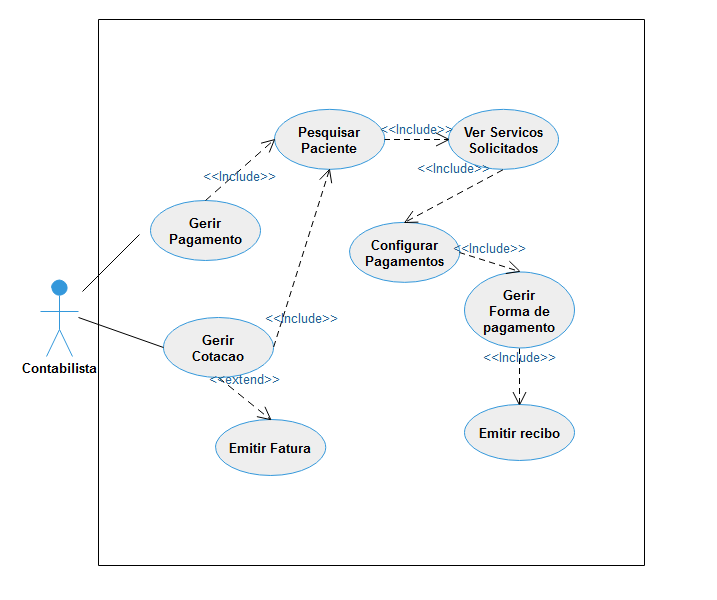 Pesquisar
Paciente
<<Include>>
Ver Servicos
Solicitados
<<Include>>
<<Include>>
Gerir
Pagamento
Configurar
Pagamentos
<<Include>>
Gerir
Forma de
pagamento
<<Include>>
Gerir
Cotacao
<<Include>>
Contabilista
<<extend>>
Emitir Fatura
Emitir recibo